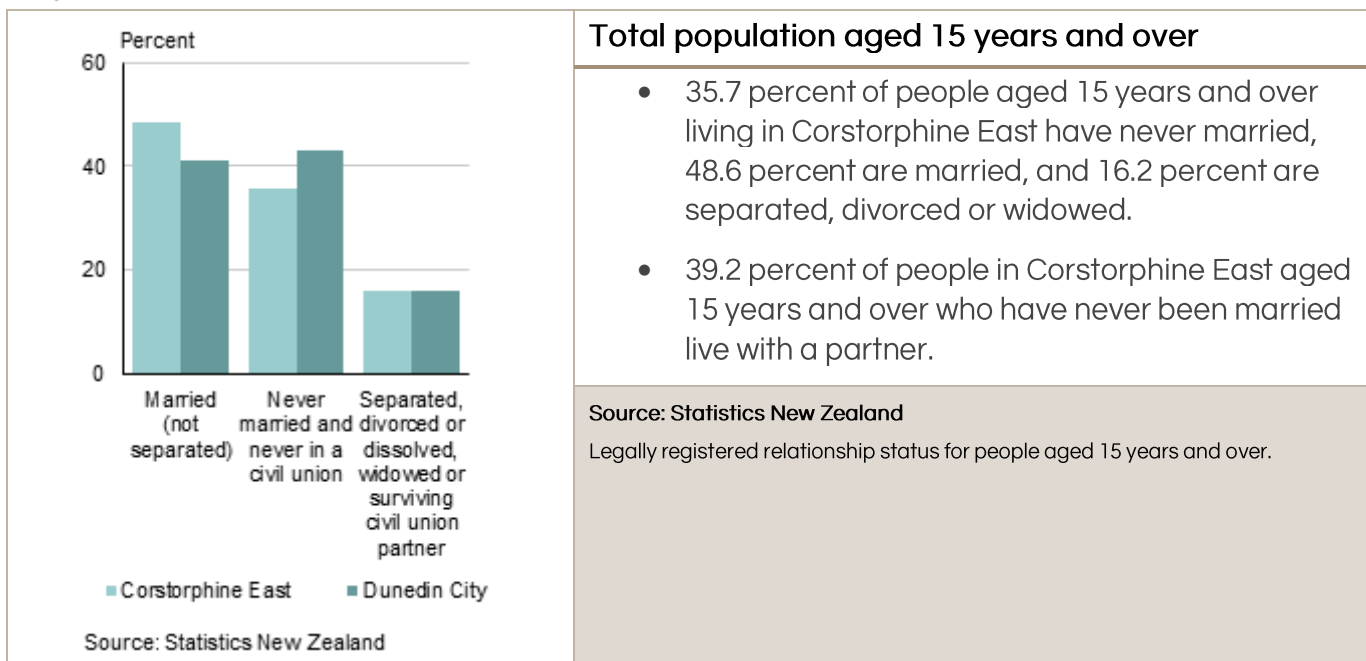 Percent
60
40
20
0
Married
(not
separated)
Never
married and
never in a
civil union
Separated,
divorced or
dissolved,
widowed or
surviving
civil union
partner
Corstorphine East
Dunedin City
Source: Statistics New Zealand
Total population aged 15 years and over
• 35.7 percent of people aged 15 years and over
living in Corstorphine East have never married,
48.6 percent are married, and 16.2 percent are
separated, divorced or widowed.
• 39.2 percent of people in Corstorphine East aged
15 years and over who have never been married
live with a partner.
Source: Statistics New Zealand
Legally registered relationship status for people aged 15 years and over.